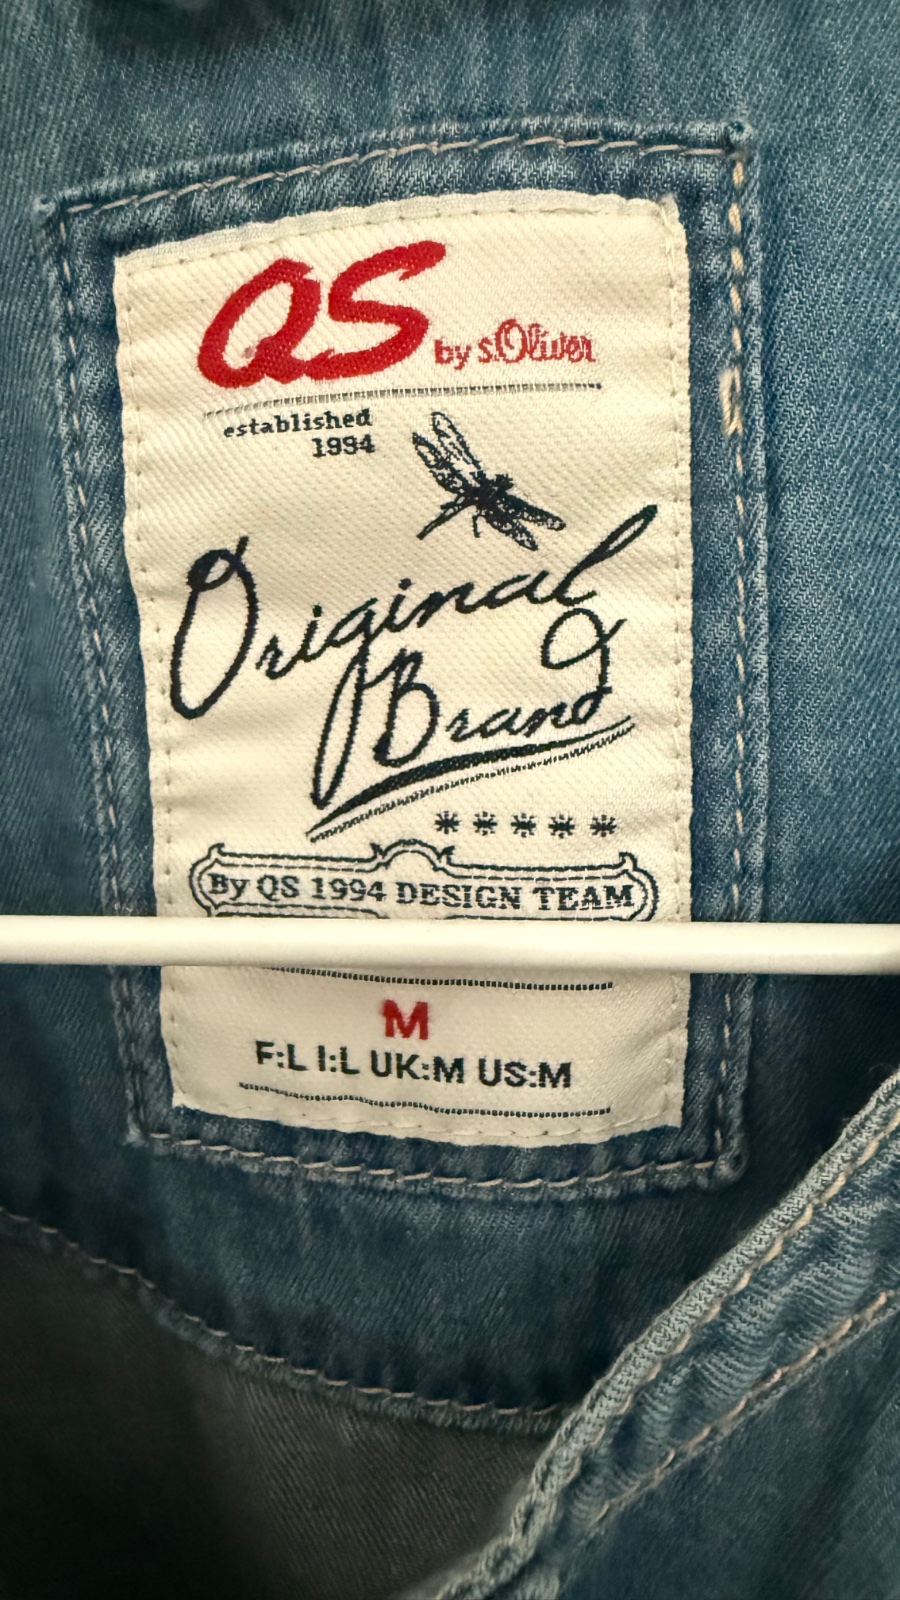 QS by s.Oliver
established
1994
Original
Brand
*****
By QS 1994 DESIGN TEAM
M
F:L I:L UK:M US:M